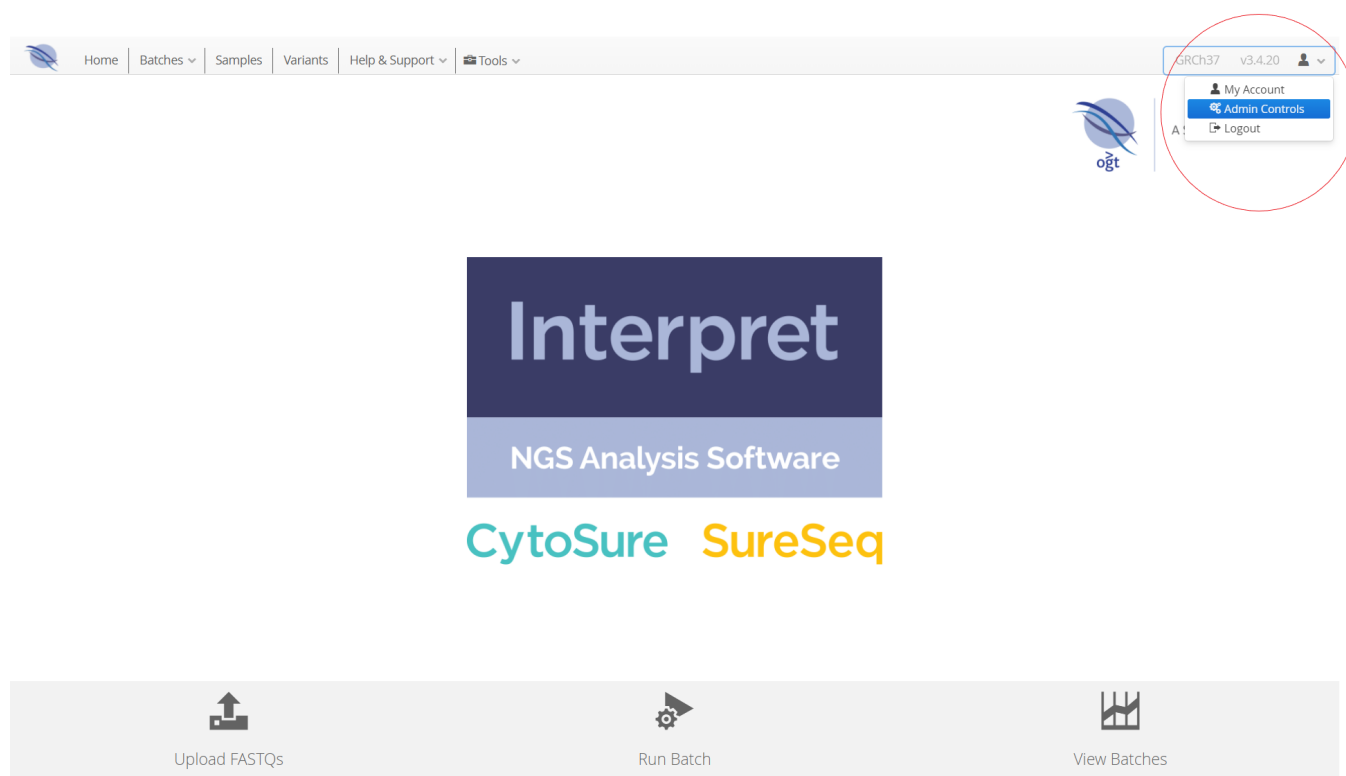 Home Batches Samples Variants Help & Support Tools GRCh37 v3.4.20
My Account
Admin Controls
Logout
A
ogt
Interpret
NGS Analysis Software
CytoSure SureSeq
Upload FASTQs Run Batch View Batches